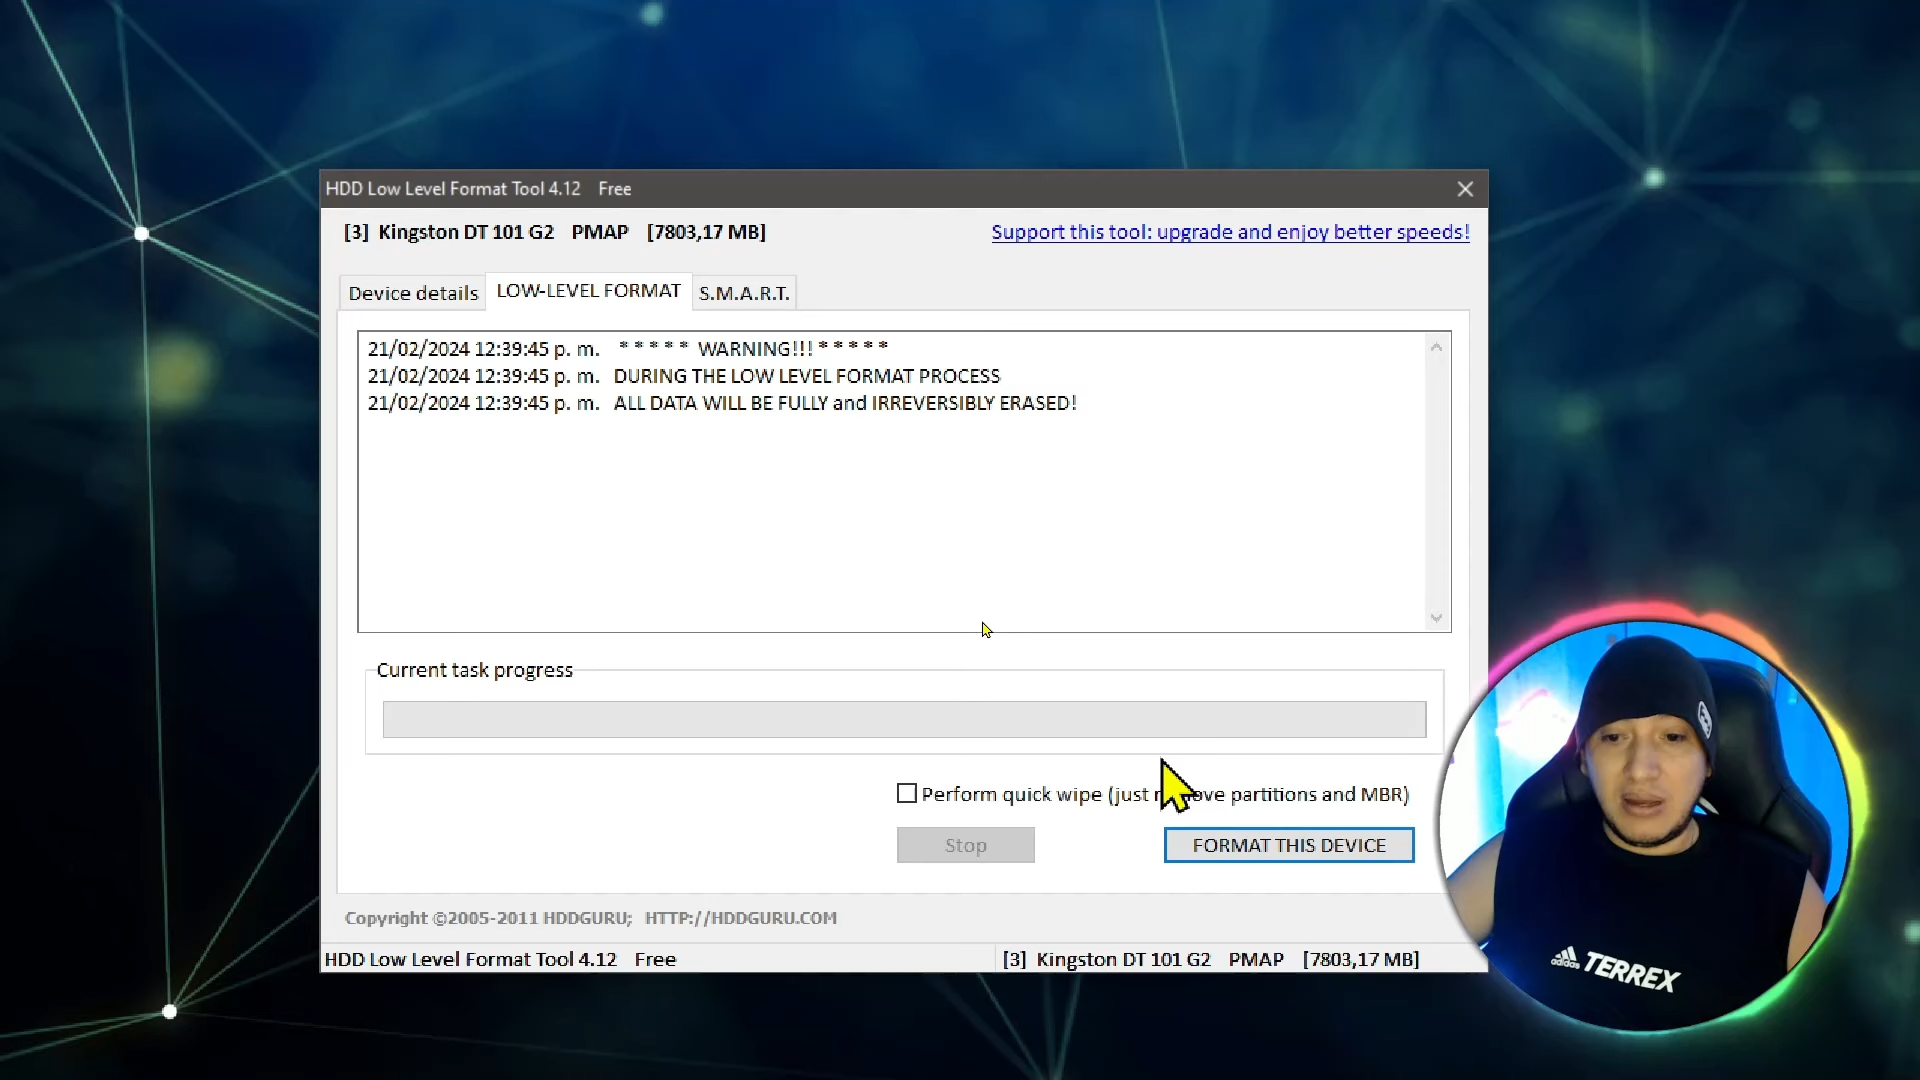 HDD Low Level Format Tool 4.12 Free
[3] Kingston DT 101 G2 PMAP [7803,17 MB]
Support this tool: upgrade and enjoy better speeds!
Device details
LOW-LEVEL FORMAT
S.M.A.R.T.
21/02/2024 12:39:45 p. m. * * * * * WARNING!!! * * * * *
21/02/2024 12:39:45 p. m. DURING THE LOW LEVEL FORMAT PROCESS
21/02/2024 12:39:45 p. m. ALL DATA WILL BE FULLY and IRREVERSIBLY ERASED!
Current task progress
Perform quick wipe (just remove partitions and MBR)
Stop
FORMAT THIS DEVICE
Copyright ©2005-2011 HDDGURU; HTTP://HDDGURU.COM
HDD Low Level Format Tool 4.12 Free
[3] Kingston DT 101 G2 PMAP [7803,17 MB]
adidas TERREX